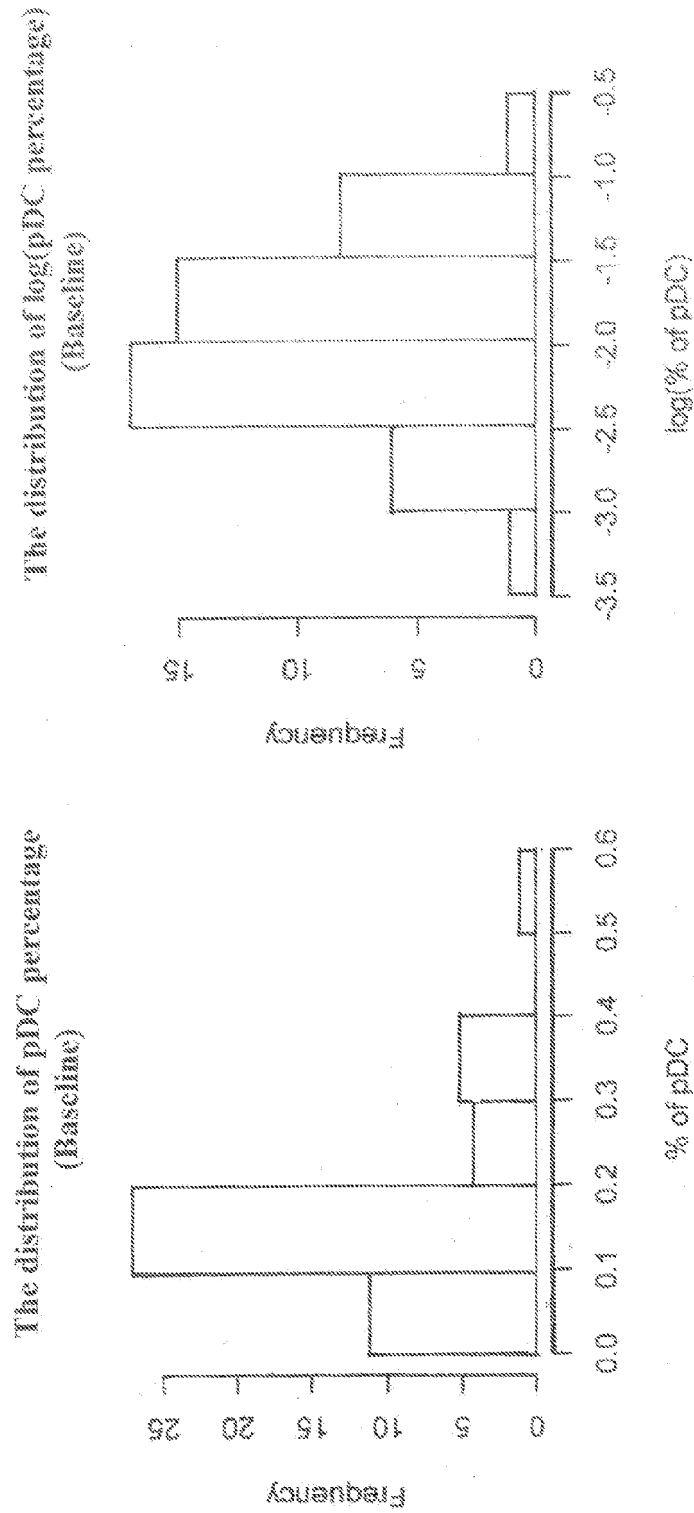 The distribution of pDC percentage
(Baseline)
Frequency
0 5 10 15 20 25
0.0 0.1 0.2 0.3 0.4 0.5 0.6
% of pDC
The distribution of log(pDC percentage)
(Baseline)
Frequency
0 5 10 15
-3.5 -3.0 -2.5 -2.0 -1.5 -1.0 -0.5
log(% of pDC)